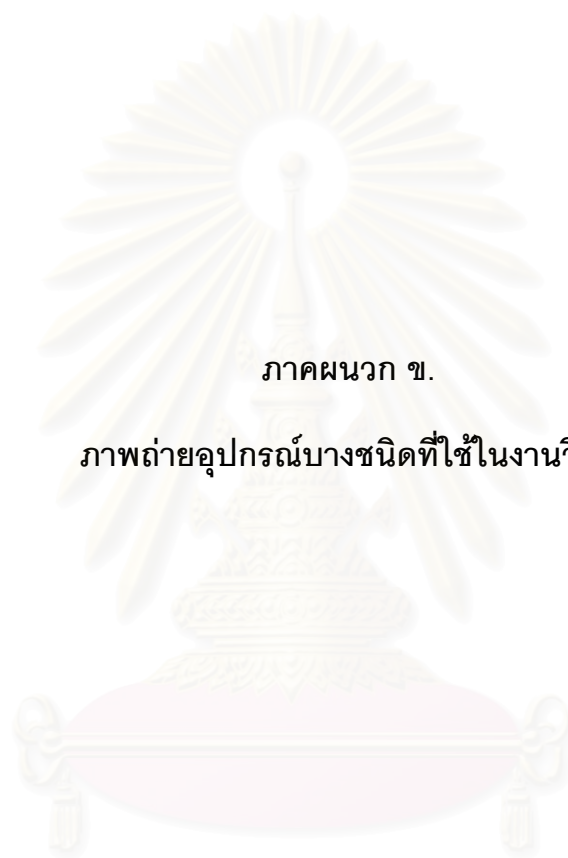 ภาคผนวก ข.
ภาพถ่ายอุปกรณ์บางชนิดที่ใช้ในงานวิ